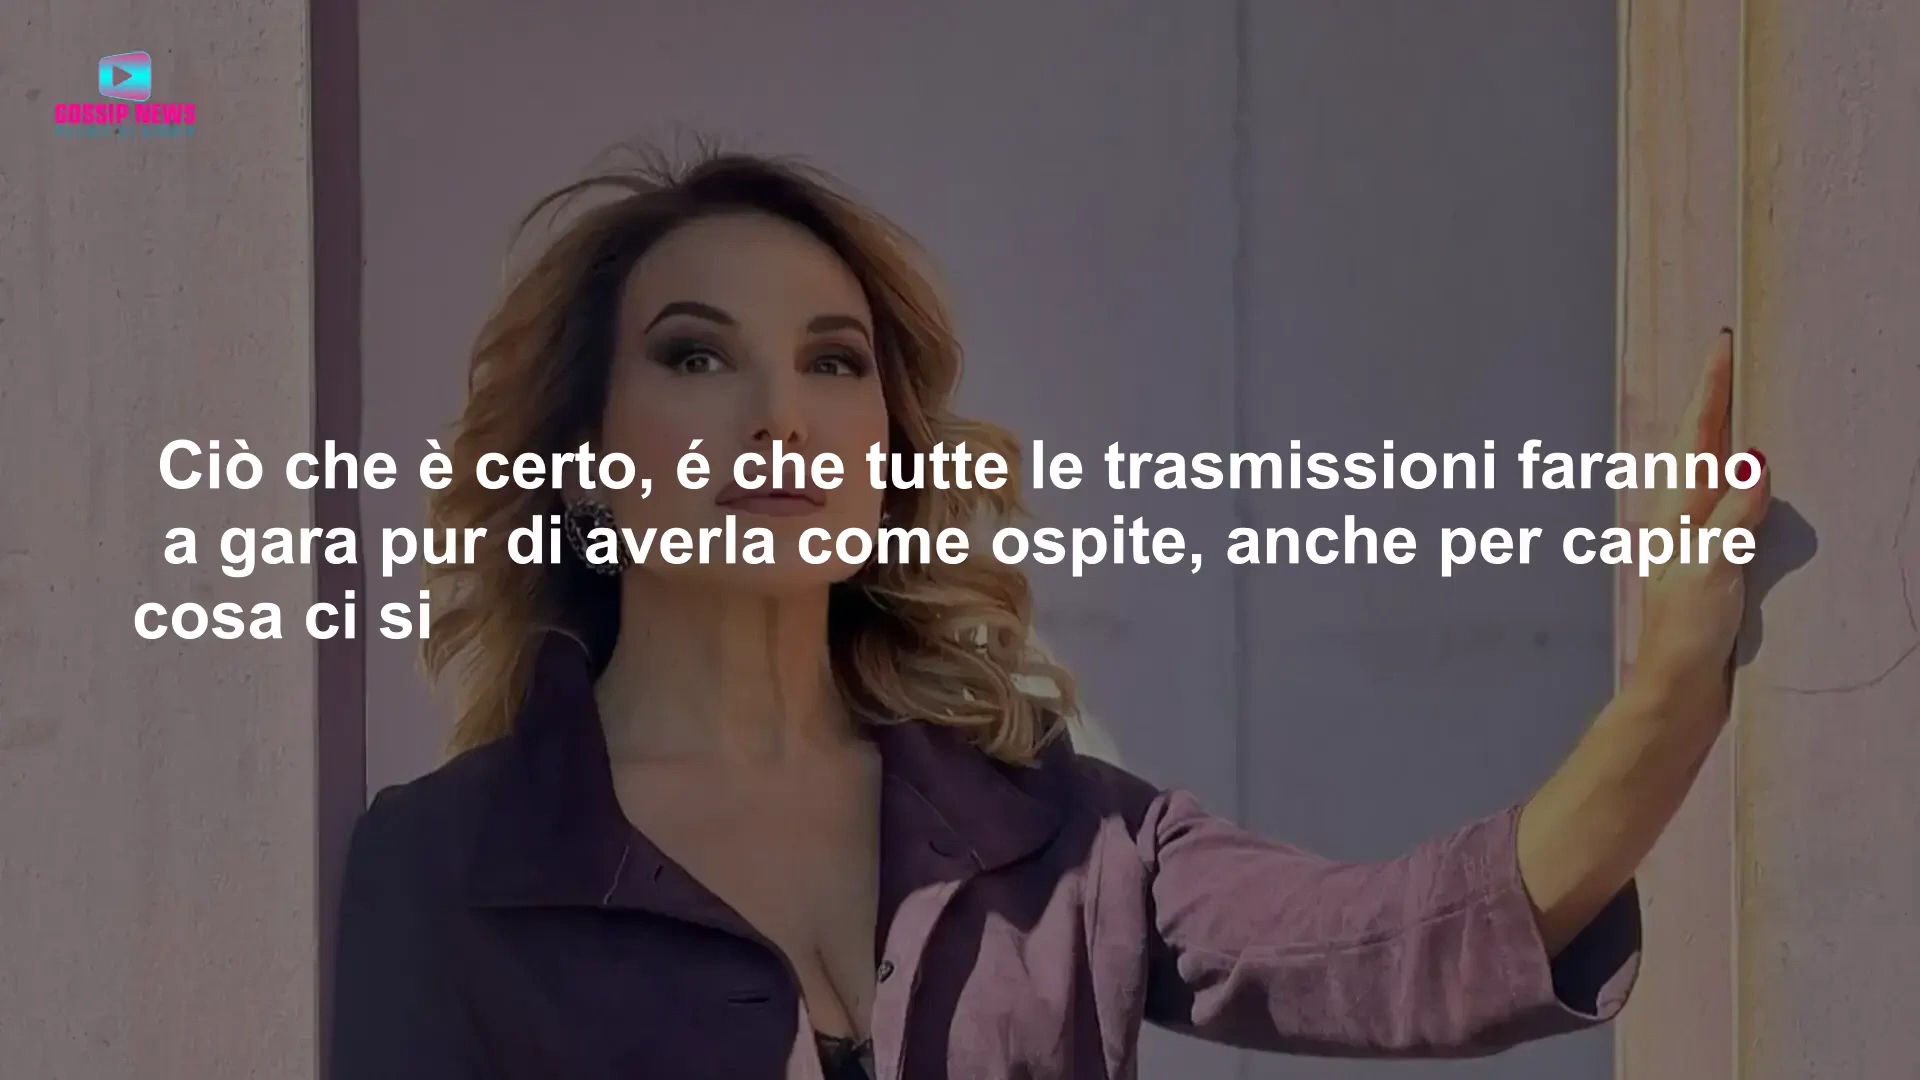 GOSSIP NEWS
Ciò che è certo, é che tutte le trasmissioni faranno
a gara pur di averla come ospite, anche per capire
cosa ci si